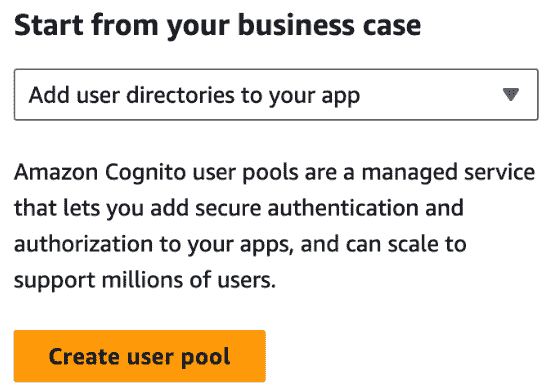 Start from your business case
Add user directories to your app
Amazon Cognito user pools are a managed service
that lets you add secure authentication and
authorization to your apps, and can scale to
support millions of users.
Create user pool